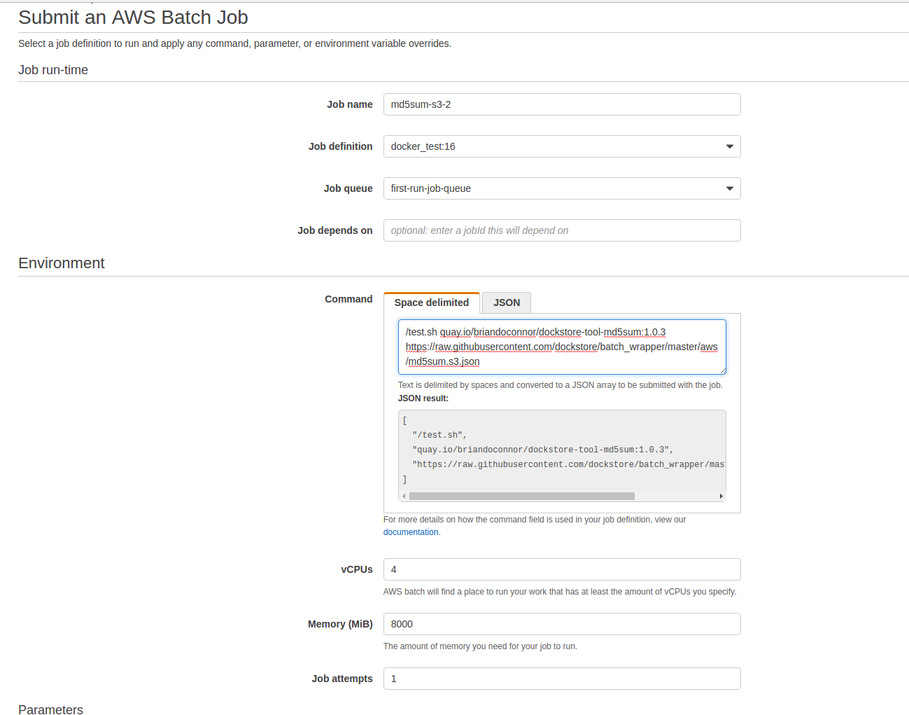 Submit an AWS Batch Job
Select a job definition to run and apply any command, parameter, or environment variable overrides.
Job run-time
Job name md5sum-s3-2
Job definition docker_test:16
Job queue first-run-job-queue
Job depends on optional: enter a jobId this will depend on
Environment
Command Space delimited JSON
/test.sh quay.io/briandoconnor/dockstore-tool-md5sum:1.0.3
https://raw.githubusercontent.com/dockstore/batch_wrapper/master/aws
/md5sum.s3.json
Text is delimited by spaces and converted to a JSON array to be submitted with the job.
JSON result:
[
"/test.sh",
"quay.io/briandoconnor/dockstore-tool-md5sum:1.0.3",
"https://raw.githubusercontent.com/dockstore/batch_wrapper/mas
]
For more details on how the command field is used in your job definition, view our
documentation.
vCPUs 4
AWS batch will find a place to run your work that has at least the amount of vCPUs you specify.
Memory (MiB) 8000
The amount of memory you need for your job to run.
Job attempts 1
Parameters